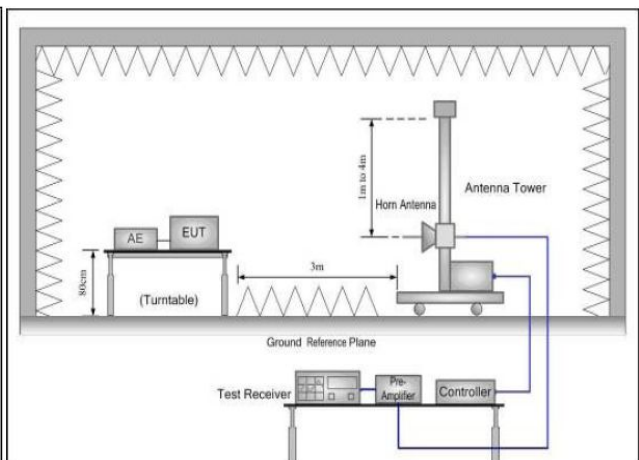 1m to 4m
Antenna Tower
Horn Antenna
AE
EUT
3m
80cm
(Turntable)
Ground Reference Plane
Test Receiver
Pre-
Amplifier
Controller